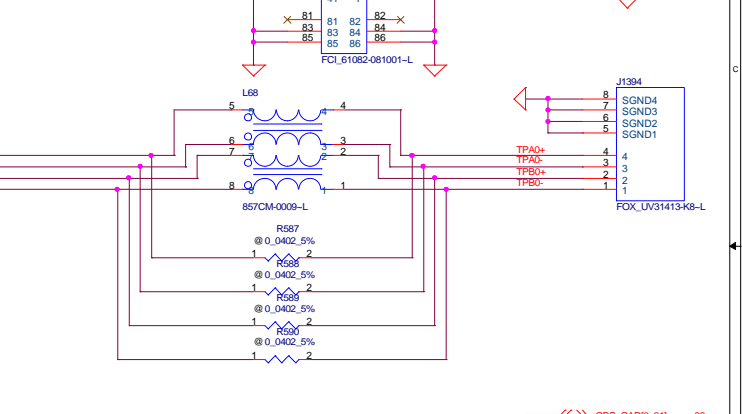 81 81 82 82
83 83 84 84
85 85 86 86
FCI_61082-081001-L
C
L68
J1394
5 4
8 SGND4
7 SGND3
6 SGND2
5 SGND1
6 3
7 2
TPA0+ 4 4
TPA0- 3 3
TPB0+ 2 2
TPB0- 1 1
8 1
857CM-0009-L
FOX_UV31413-K8-L
R587
@0_0402_5%
1 2
R588
@0_0402_5%
1 2
R589
@0_0402_5%
1 2
R590
@0_0402_5%
1 2